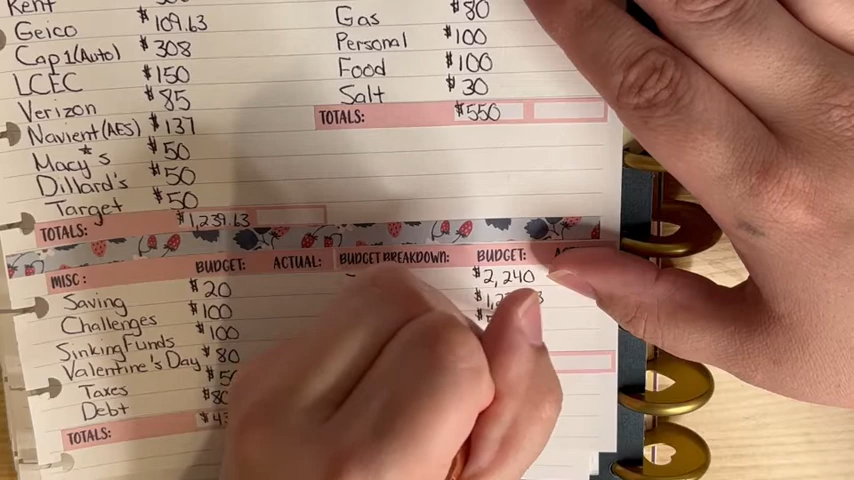 Rent
Geico $109.63
Cap1(Auto) $308
LCEC $150
Verizon $85
Navient(AES) $137
Macy*s $50
Dillard's $50
Target $50
TOTALS: $1,239.63
Gas $80
Personal $100
Food $100
Salt $30
TOTALS: $550
MISC: BUDGET: ACTUAL:
Saving $20
Challenges $100
Sinking Funds $100
Valentine's Day $80
Taxes
Debt
TOTALS:
BUDGET BREAKDOWN: BUDGET:
$2,240